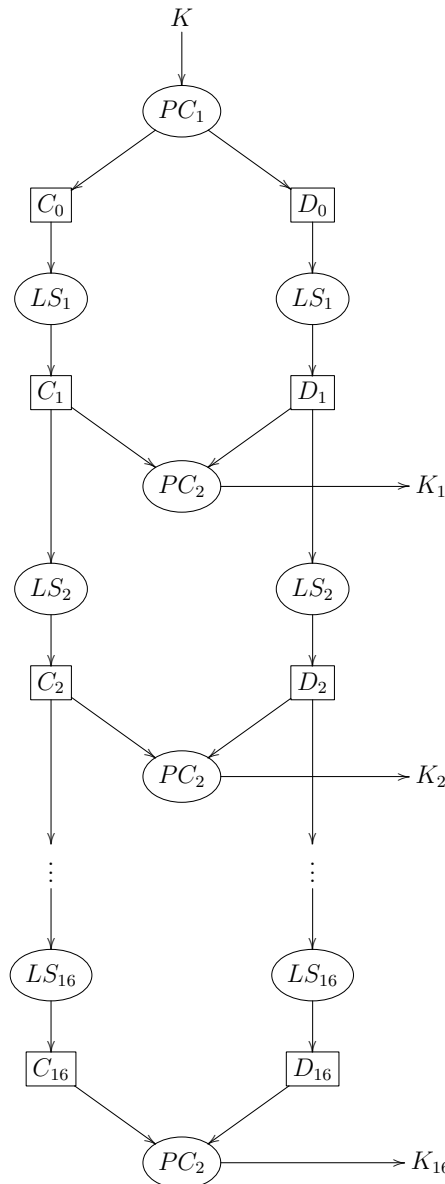 K
PC₁
C₀ D₀
LS₁ LS₁
C₁ D₁
PC₂ K₁
LS₂ LS₂
C₂ D₂
PC₂ K₂
⋮ ⋮
LS₁₆ LS₁₆
C₁₆ D₁₆
PC₂ K₁₆